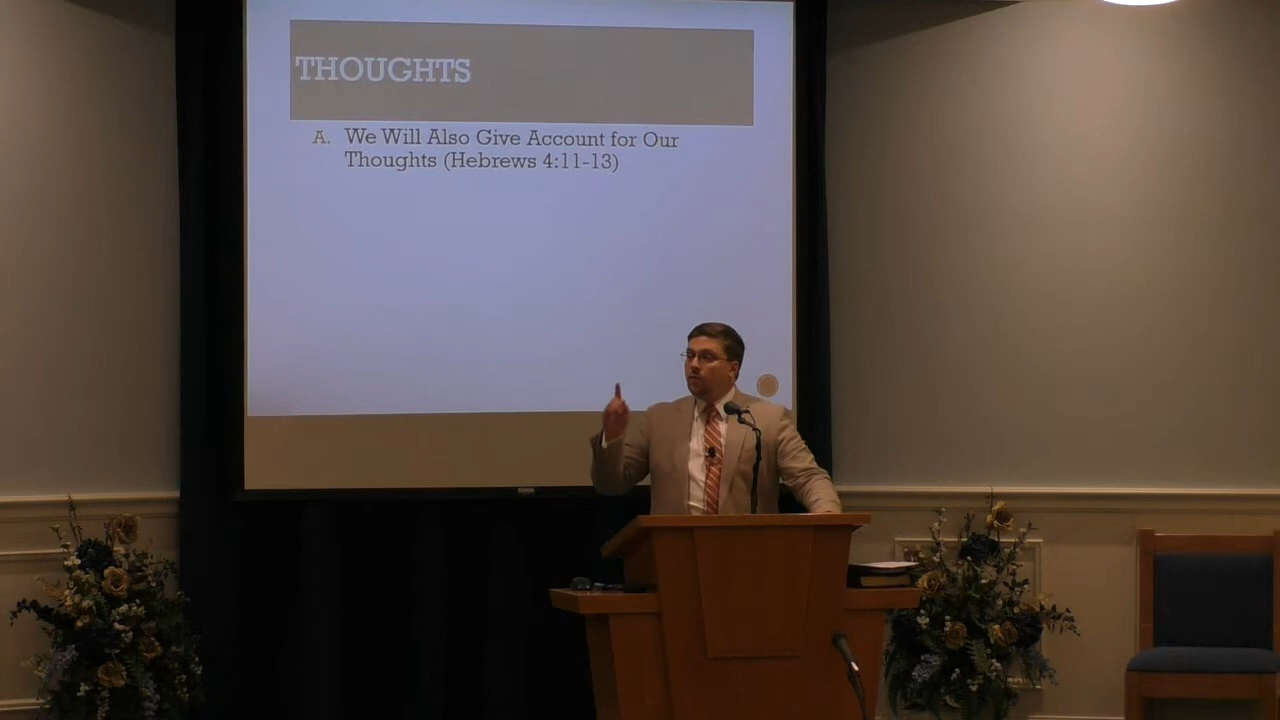 THOUGHTS
A. We Will Also Give Account for Our
Thoughts (Hebrews 4:11-13)